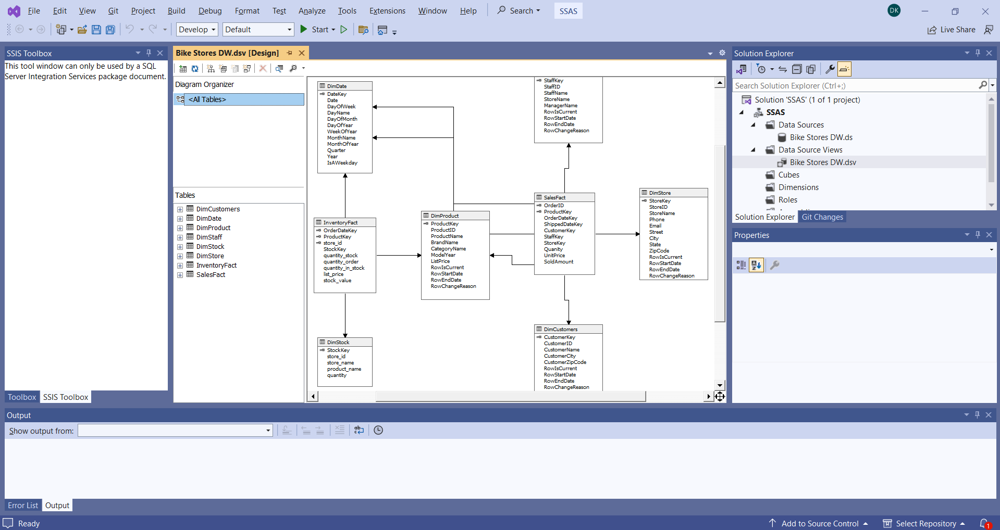 File Edit View Git Project Build Debug Format Test Analyze Tools Extensions Window Help Search SSAS DK
Develop Default Start Live Share
SSIS Toolbox
This tool window can only be used by a SQL
Server Integration Services package document.
Toolbox SSIS Toolbox
Bike Stores DW.dsv [Design]
Diagram Organizer
<All Tables>
Tables
DimCustomers
DimDate
DimProduct
DimStaff
DimStock
DimStore
InventoryFact
SalesFact
DimDate
DateKey
Date
DayOfWeek
DayName
DayOfMonth
DayOfYear
WeekOfYear
MonthName
MonthOfYear
Quarter
Year
IsAWeekday
StaffKey
StaffID
StaffName
StoreName
ManagerName
RowIsCurrent
RowStartDate
RowEndDate
RowChangeReason
InventoryFact
OrderDateKey
ProductKey
store_id
StockKey
quantity_stock
quantity_order
quantity_in_stock
list_price
stock_value
DimProduct
ProductKey
ProductID
ProductName
BrandName
CategoryName
ModelYear
ListPrice
RowIsCurrent
RowStartDate
RowEndDate
RowChangeReason
SalesFact
OrderID
ProductKey
OrderDateKey
ShippedDateKey
CustomerKey
StaffKey
StoreKey
Quanity
UnitPrice
SoldAmount
DimStore
StoreKey
StoreID
StoreName
Phone
Email
Street
City
State
ZipCode
RowIsCurrent
RowStartDate
RowEndDate
RowChangeReason
DimStock
StockKey
store_id
store_name
product_name
quantity
DimCustomers
CustomerKey
CustomerID
CustomerName
CustomerCity
CustomerZipCode
RowIsCurrent
RowStartDate
RowEndDate
RowChangeReason
Solution Explorer
Search Solution Explorer (Ctrl+;)
Solution 'SSAS' (1 of 1 project)
SSAS
Data Sources
Bike Stores DW.ds
Data Source Views
Bike Stores DW.dsv
Cubes
Dimensions
Roles
Solution Explorer Git Changes
Properties
Output
Show output from:
Error List Output
Ready Add to Source Control Select Repository 1